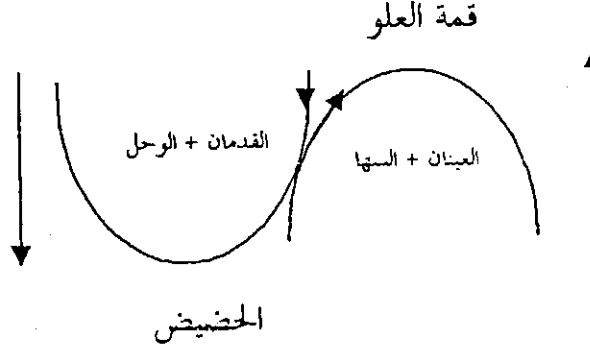 قمة العلو
القدمان + الوحل
العينان + السها
الحضيض